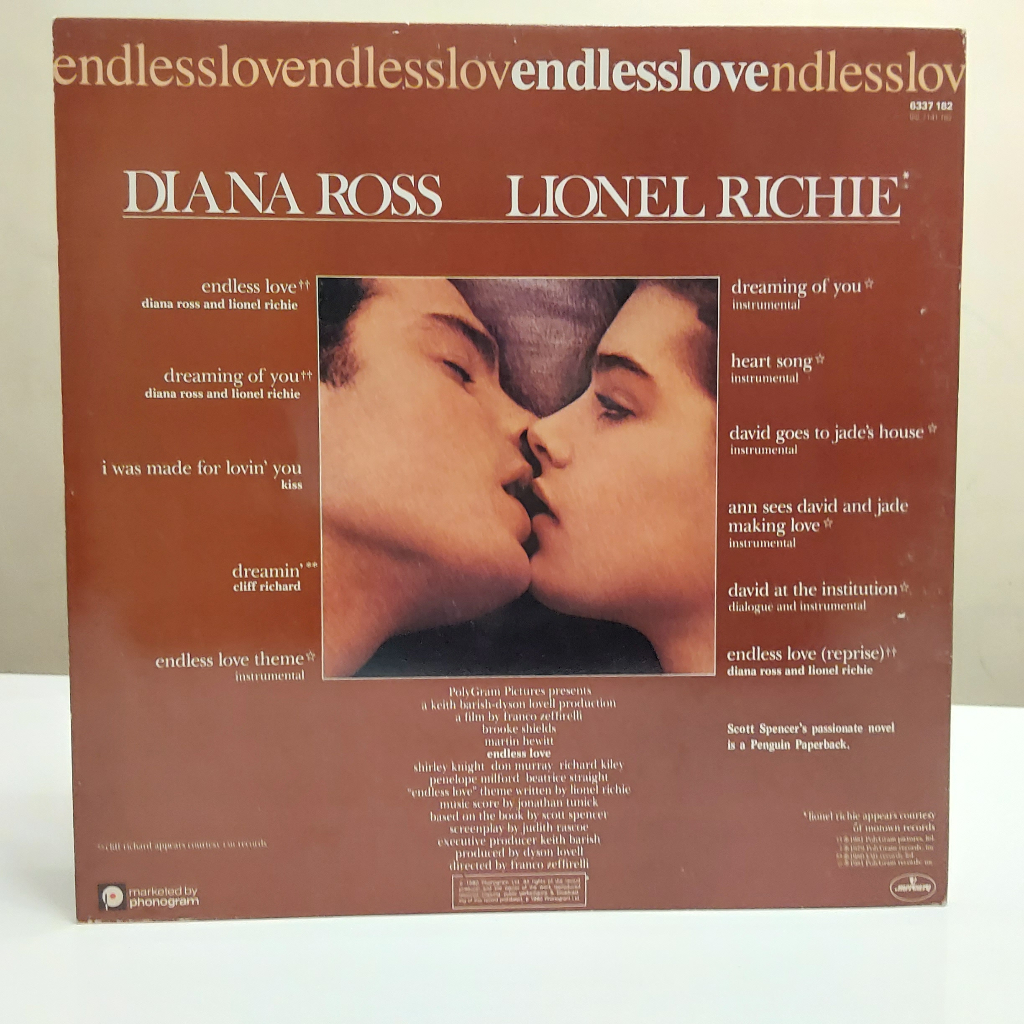 endlesslovendlesslovendlesslovendlesslov
6337 182
DIANA ROSS LIONEL RICHIE*
endless love††
diana ross and lionel richie
dreaming of you††
diana ross and lionel richie
i was made for lovin' you
kiss
dreamin'**
cliff richard
endless love theme☆
instrumental
dreaming of you☆
instrumental
heart song☆
instrumental
david goes to jade's house☆
instrumental
ann sees david and jade
making love☆
instrumental
david at the institution☆
dialogue and instrumental
endless love (reprise)††
diana ross and lionel richie
PolyGram Pictures presents
a keith barish-dyson lovell production
a film by franco zeffirelli
brooke shields
martin hewitt
endless love
shirley knight don murray richard kiley
penelope milford beatrice straight
"endless love" theme written by lionel richie
music score by jonathan tunick
based on the book by scott spencer
screenplay by judith rascoe
executive producer keith barish
produced by dyson lovell
directed by franco zeffirelli
Scott Spencer's passionate novel
is a Penguin Paperback.
*lionel richie appears courtesy
of motown records
cliff richard appears courtesy emi records
marketed by
phonogram
mercury